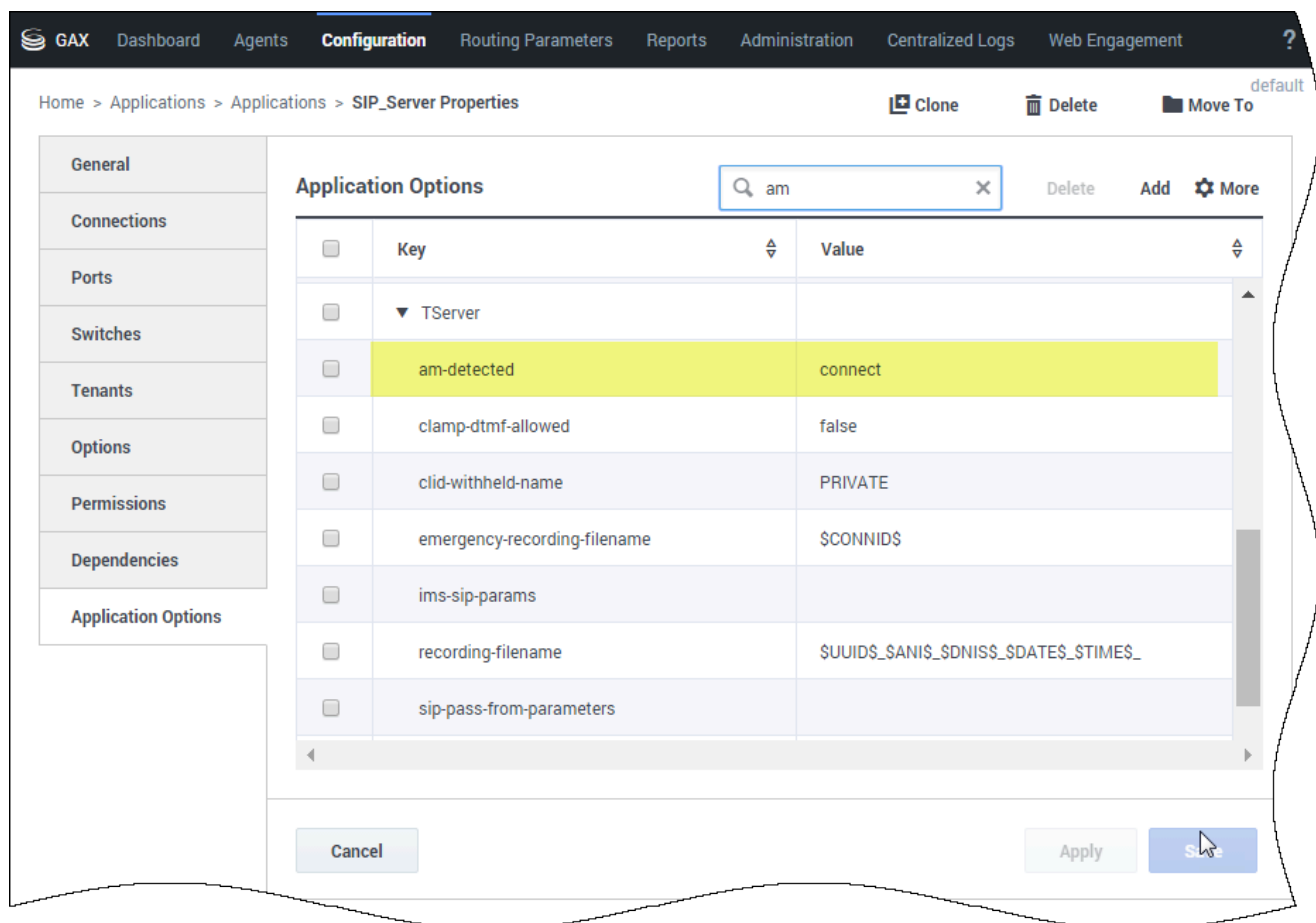 GAX Dashboard Agents Configuration Routing Parameters Reports Administration Centralized Logs Web Engagement ?
default
Home > Applications > Applications > SIP_Server Properties Clone Delete Move To
General
Connections
Ports
Switches
Tenants
Options
Permissions
Dependencies
Application Options
Application Options am Delete Add More
Key Value
TServer
am-detected connect
clamp-dtmf-allowed false
clid-withheld-name PRIVATE
emergency-recording-filename $CONNID$
ims-sip-params
recording-filename $UUID$_$ANI$_$DNIS$_$DATE$_$TIME$_
sip-pass-from-parameters
Cancel Apply Save